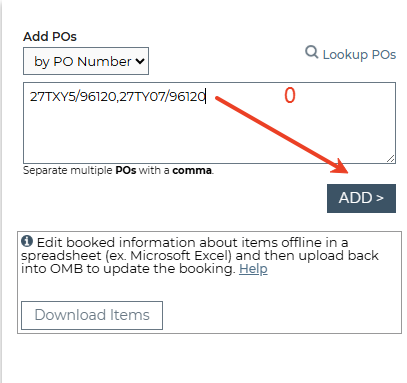 Add POs
by PO Number
Lookup POs
27TXY5/96120,27TY07/96120
0
Separate multiple POs with a comma.
ADD >
Edit booked information about items offline in a
spreadsheet (ex. Microsoft Excel) and then upload back
into OMB to update the booking. Help
Download Items